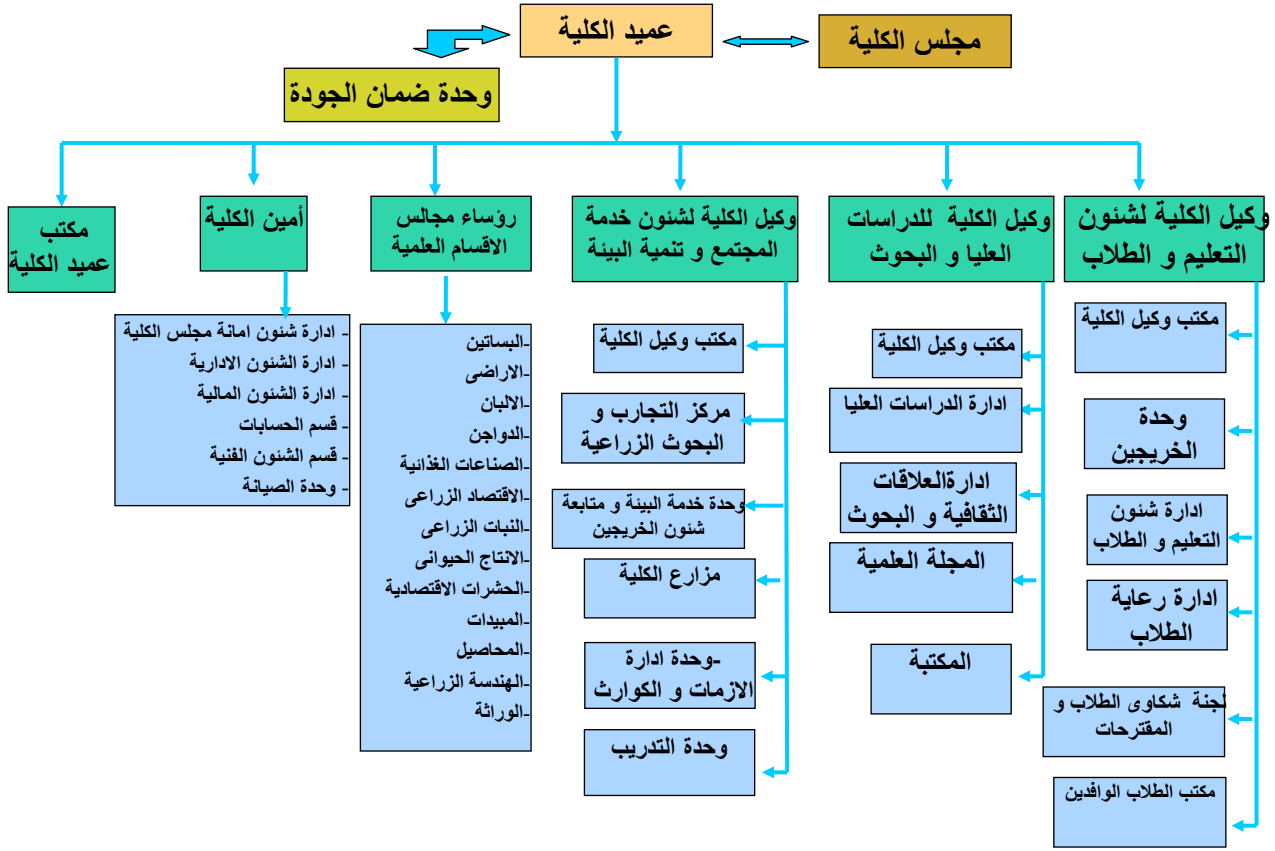 عميد الكلية
مجلس الكلية
وحدة ضمان الجودة
وكيل الكلية لشئون
التعليم و الطلاب
مكتب وكيل الكلية
وحدة
الخريجين
ادارة شئون
التعليم و الطلاب
ادارة رعاية
الطلاب
لجنة شكاوى الطلاب و
المقترحات
مكتب الطلاب الوافدين
وكيل الكلية للدراسات
العليا و البحوث
مكتب وكيل الكلية
ادارة الدراسات العليا
ادارةالعلاقات
الثقافية و البحوث
المجلة العلمية
المكتبة
وكيل الكلية لشئون خدمة
المجتمع و تنمية البيئة
مكتب وكيل الكلية
مركز التجارب و
البحوث الزراعية
وحدة خدمة البيئة و متابعة
شئون الخريجين
مزارع الكلية
-وحدة ادارة
الازمات و الكوارث
وحدة التدريب
رؤساء مجالس
الاقسام العلمية
-البساتين
-الاراضى
-الالبان
-الدواجن
-الصناعات الغذائية
-الاقتصاد الزراعى
-النبات الزراعى
-الانتاج الحيوانى
-الحشرات الاقتصادية
-المبيدات
-المحاصيل
-الهندسة الزراعية
-الوراثة
أمين الكلية
- ادارة شئون امانة مجلس الكلية
- ادارة الشئون الادارية
- ادارة الشئون المالية
- قسم الحسابات
- قسم الشئون الفنية
- وحدة الصيانة
مكتب
عميد الكلية